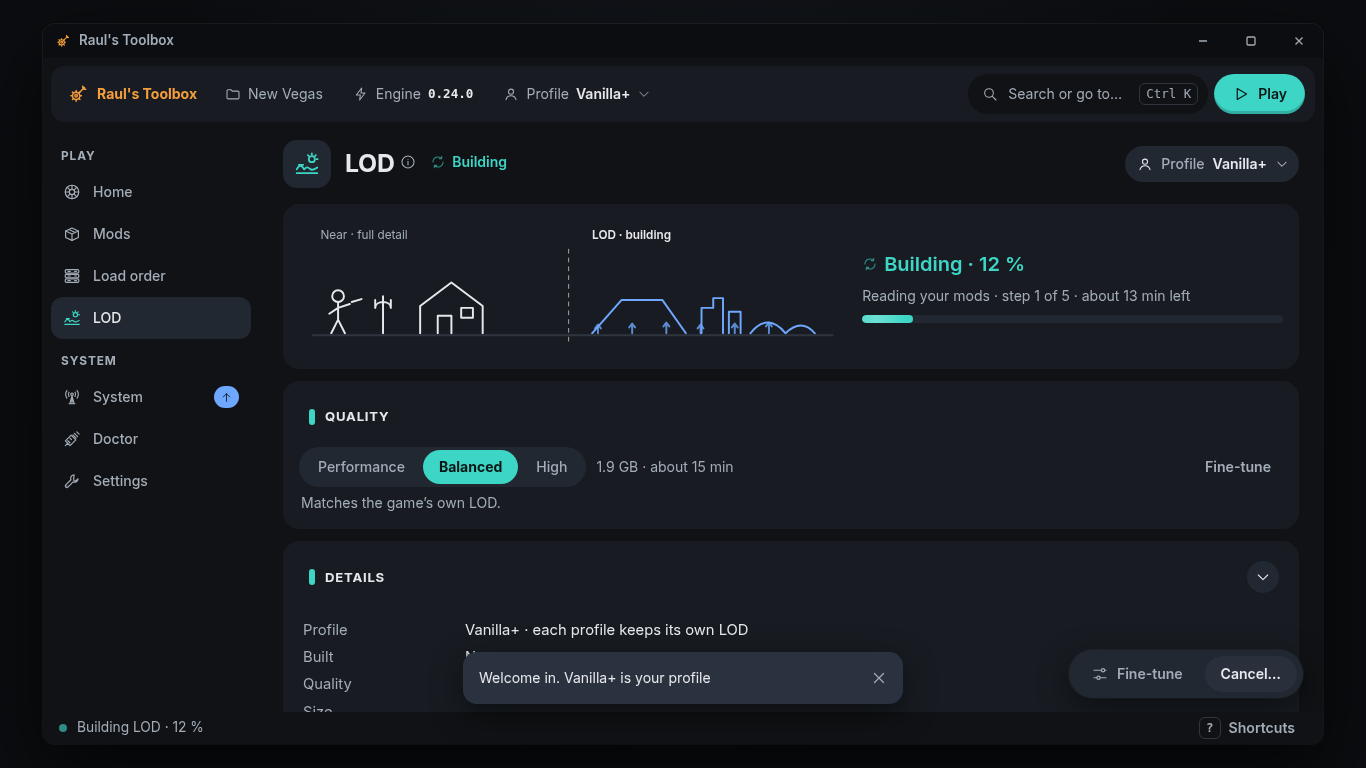 Raul's Toolbox
Raul's Toolbox
New Vegas
Engine 0.24.0
Profile Vanilla+
Search or go to...
Ctrl K
Play
PLAY
Home
Mods
Load order
LOD
SYSTEM
System
Doctor
Settings
LOD
Building
Profile Vanilla+
Near · full detail
LOD · building
Building · 12 %
Reading your mods · step 1 of 5 · about 13 min left
QUALITY
Performance
Balanced
High
1.9 GB · about 15 min
Fine-tune
Matches the game's own LOD.
DETAILS
Profile
Vanilla+ · each profile keeps its own LOD
Built
Quality
Size
Welcome in. Vanilla+ is your profile
Fine-tune
Cancel...
Building LOD · 12 %
? Shortcuts